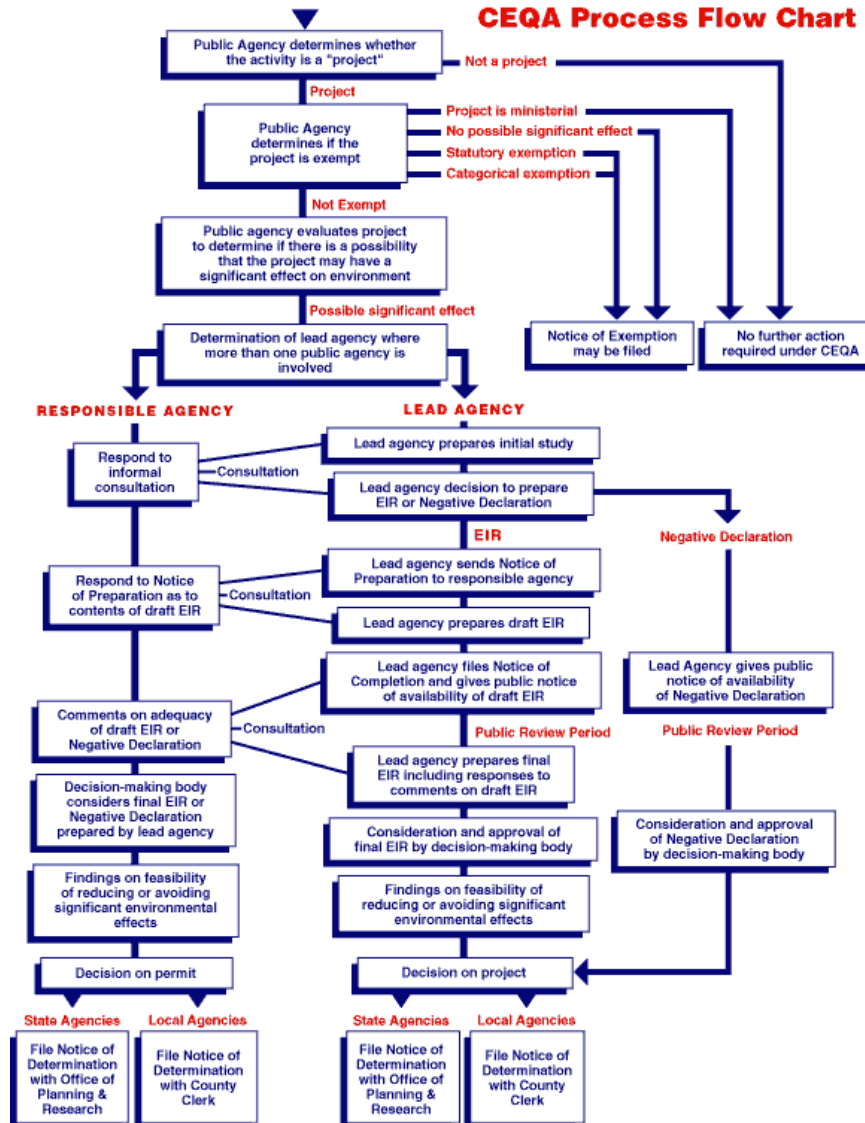 CEQA Process Flow Chart
Public Agency determines whether
the activity is a "project"
Not a project
Project
Public Agency
determines if the
project is exempt
Project is ministerial
No possible significant effect
Statutory exemption
Categorical exemption
Not Exempt
Public agency evaluates project
to determine if there is a possibility
that the project may have a
significant effect on environment
Possible significant effect
Notice of Exemption
may be filed
No further action
required under CEQA
Determination of lead agency where
more than one public agency is
involved
RESPONSIBLE AGENCY
LEAD AGENCY
Respond to
informal
consultation
Consultation
Lead agency prepares initial study
Lead agency decision to prepare
EIR or Negative Declaration
EIR
Negative Declaration
Respond to Notice
of Preparation as to
contents of draft EIR
Consultation
Lead agency sends Notice of
Preparation to responsible agency
Lead agency prepares draft EIR
Lead agency files Notice of
Completion and gives public notice
of availability of draft EIR
Lead Agency gives public
notice of availability
of Negative Declaration
Comments on adequacy
of draft EIR or
Negative Declaration
Consultation
Public Review Period
Public Review Period
Lead agency prepares final
EIR including responses to
comments on draft EIR
Decision-making body
considers final EIR or
Negative Declaration
prepared by lead agency
Consideration and approval of
final EIR by decision-making body
Consideration and approval
of Negative Declaration
by decision-making body
Findings on feasibility
of reducing or avoiding
significant environmental
effects
Findings on feasibility of
reducing or avoiding significant
environmental effects
Decision on permit
Decision on project
State Agencies
Local Agencies
State Agencies
Local Agencies
File Notice of
Determination
with Office of
Planning &
Research
File Notice of
Determination
with County
Clerk
File Notice of
Determination
with Office of
Planning &
Research
File Notice of
Determination
with County
Clerk